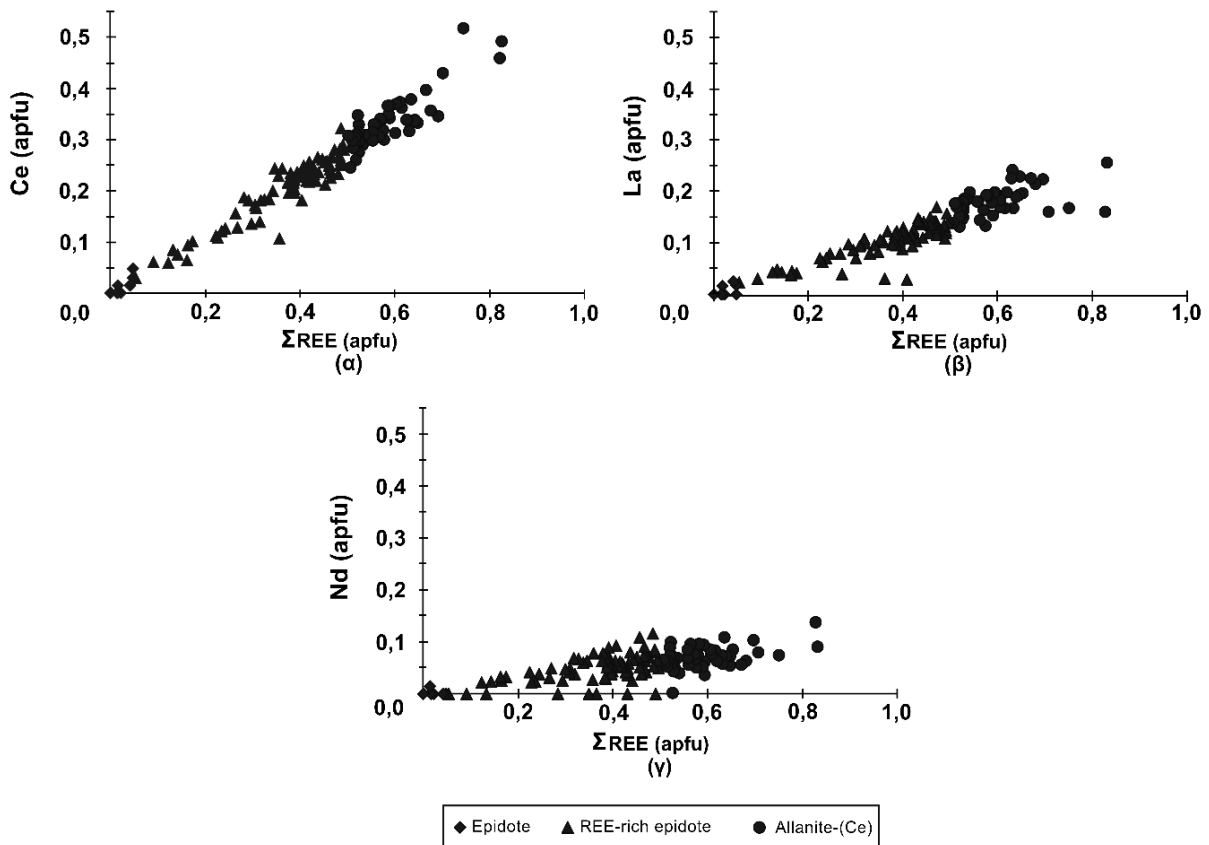 0,5
0,4
0,3
0,2
0,1
0,0
Ce (apfu)
0,2
0,4
0,6
0,8
1,0
ΣREE (apfu)
(α)
0,5
0,4
0,3
0,2
0,1
0,0
La (apfu)
0,2
0,4
0,6
0,8
1,0
ΣREE (apfu)
(β)
0,5
0,4
0,3
0,2
0,1
0,0
Nd (apfu)
0,2
0,4
0,6
0,8
1,0
ΣREE (apfu)
(γ)
Epidote
REE-rich epidote
Allanite-(Ce)